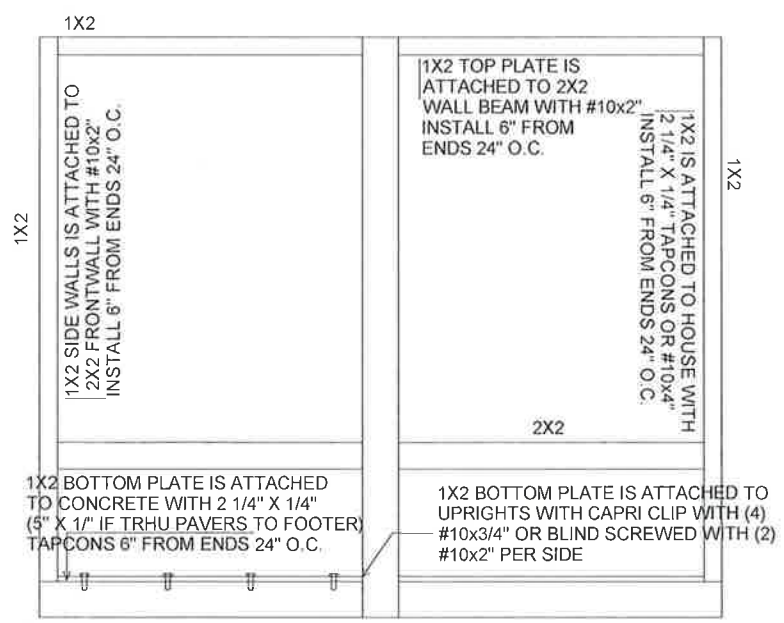 1X2
1X2 TOP PLATE IS
ATTACHED TO 2X2
WALL BEAM WITH #10x2"
INSTALL 6" FROM
ENDS 24" O.C.
1X2
1X2 SIDE WALLS IS ATTACHED TO
2X2 FRONTWALL WITH #10x2"
INSTALL 6" FROM ENDS 24" O.C.
1X2 IS ATTACHED TO HOUSE WITH
2 1/4" X 1/4" TAPCONS OR #10x4"
INSTALL 6" FROM ENDS 24" O.C.
1X2
2X2
1X2 BOTTOM PLATE IS ATTACHED
TO CONCRETE WITH 2 1/4" X 1/4"
(5" X 1/" IF TRHU PAVERS TO FOOTER)
TAPCONS 6" FROM ENDS 24" O.C.
1X2 BOTTOM PLATE IS ATTACHED TO
UPRIGHTS WITH CAPRI CLIP WITH (4)
#10x3/4" OR BLIND SCREWED WITH (2)
#10x2" PER SIDE